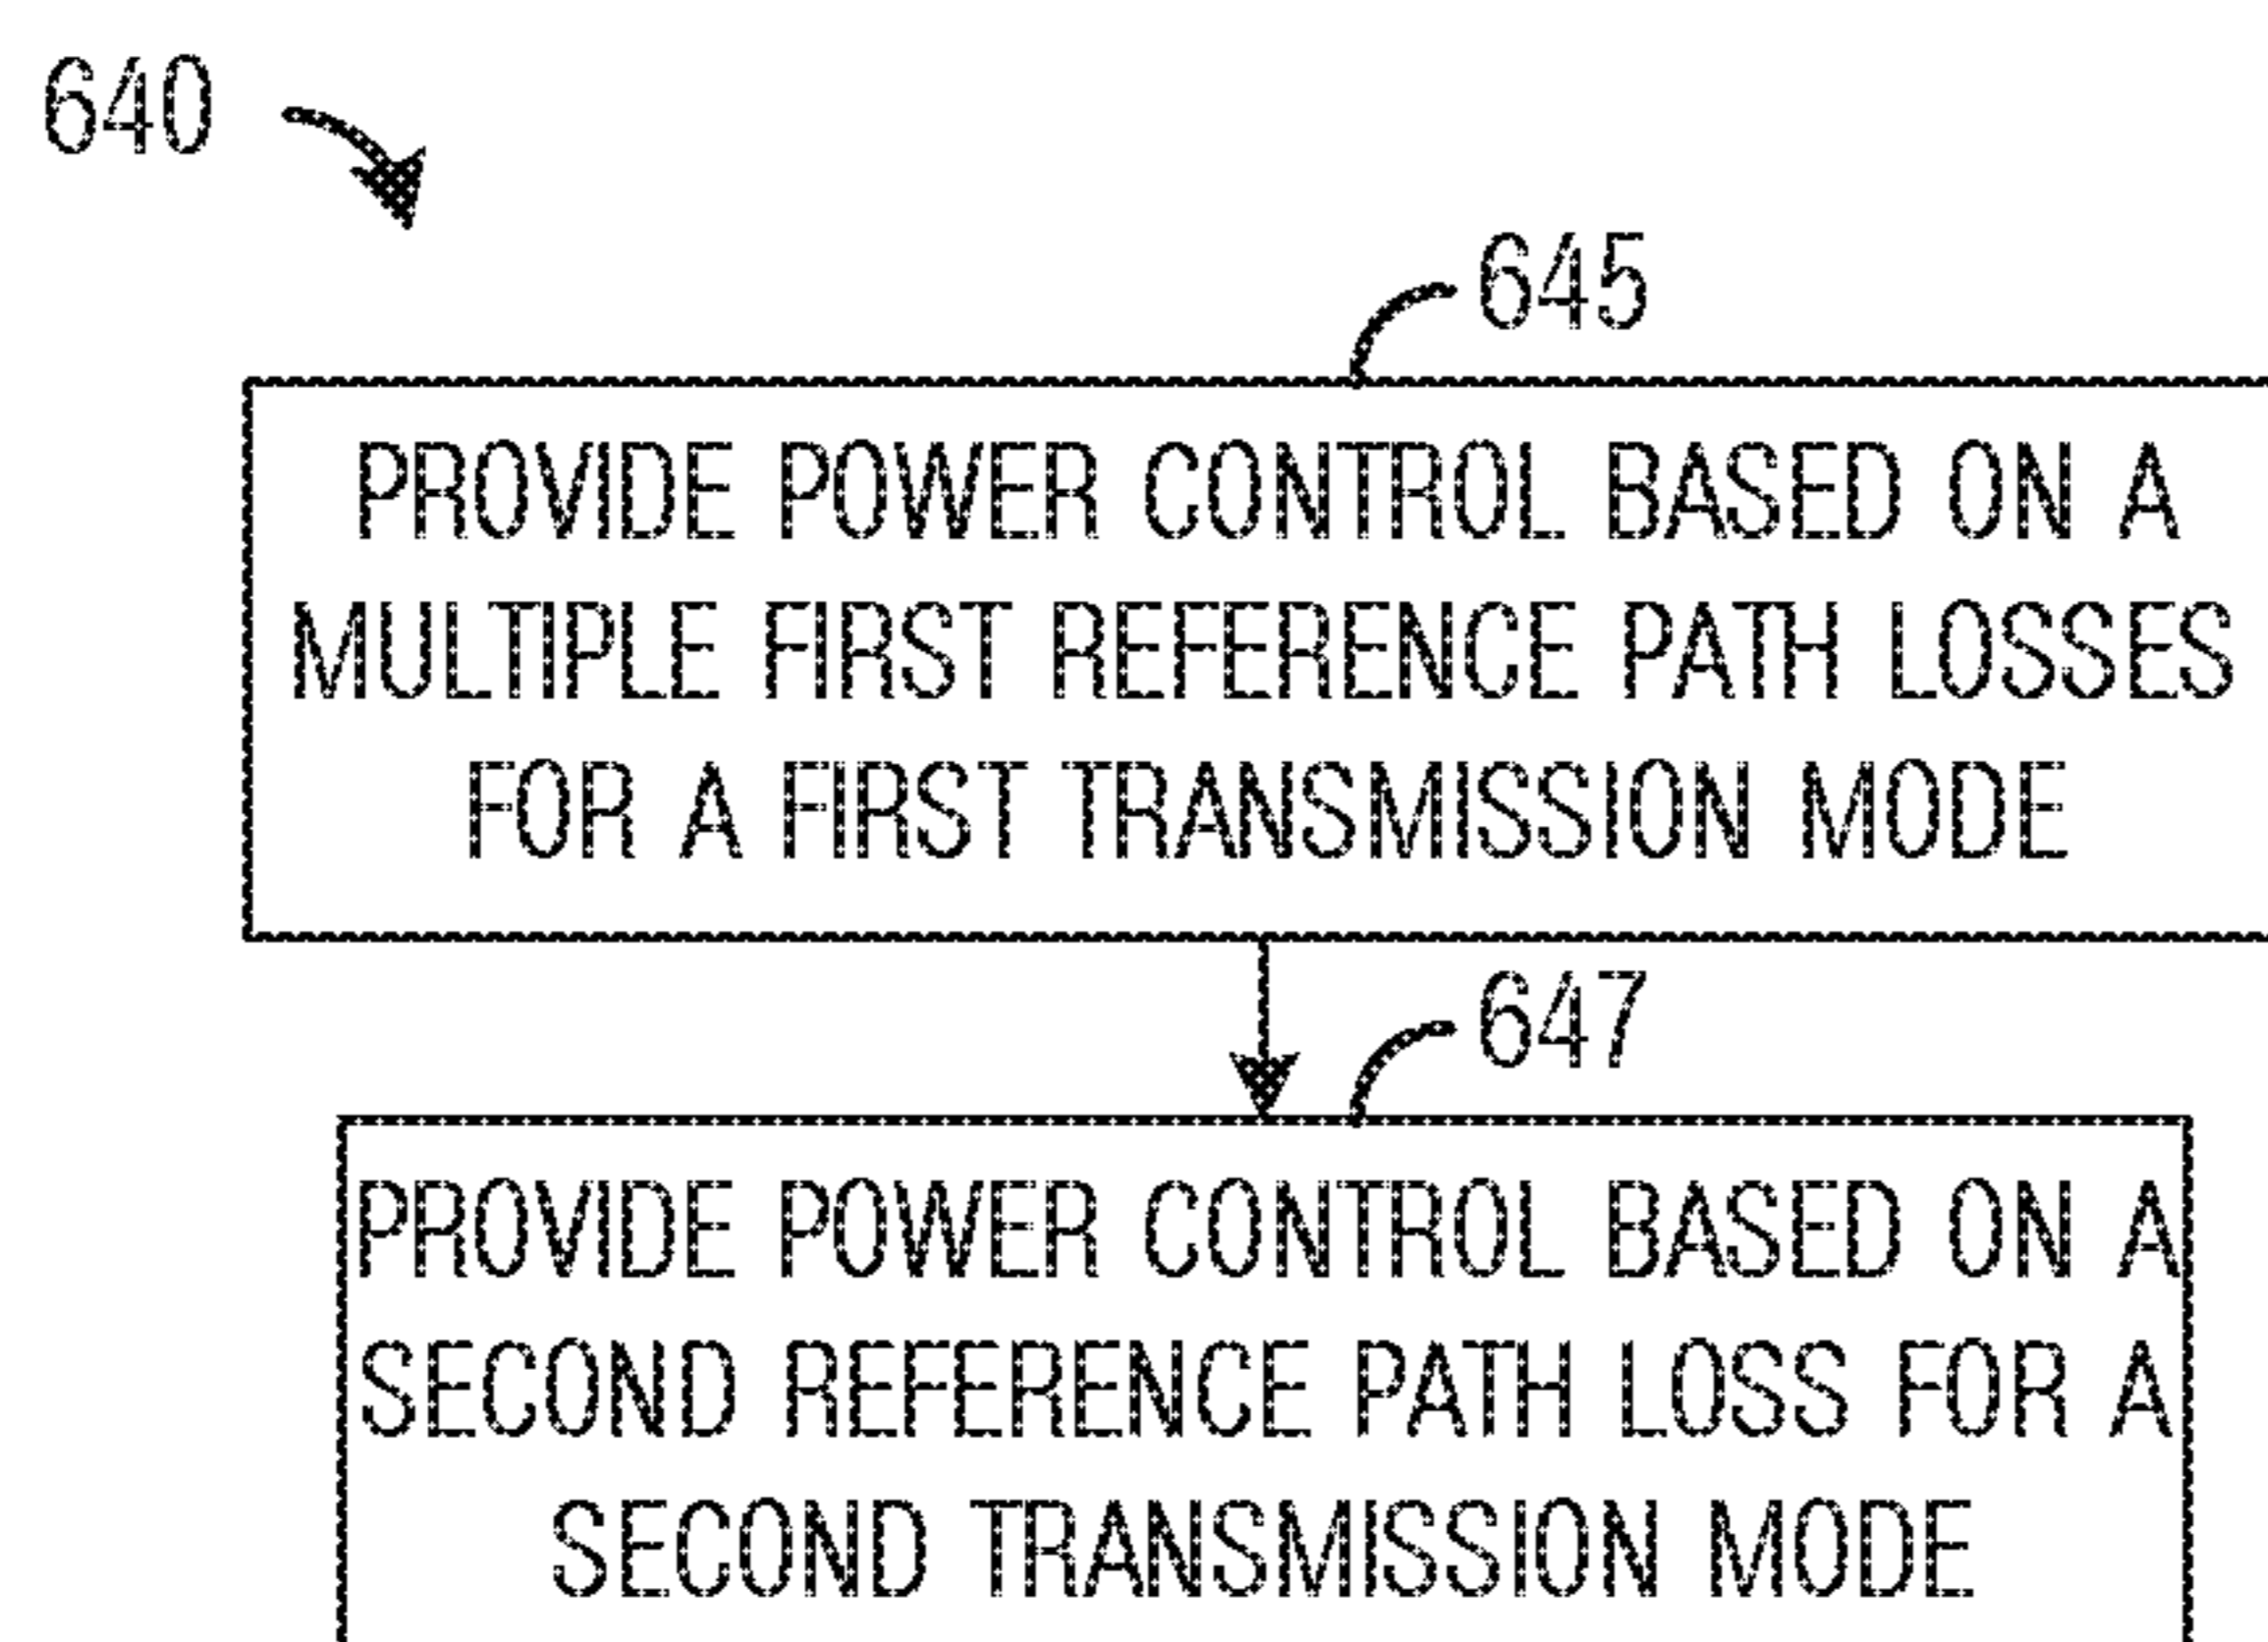 640
645
PROVIDE POWER CONTROL BASED ON A
MULTIPLE FIRST REFERENCE PATH LOSSES
FOR A FIRST TRANSMISSION MODE
647
PROVIDE POWER CONTROL BASED ON A
SECOND REFERENCE PATH LOSS FOR A
SECOND TRANSMISSION MODE